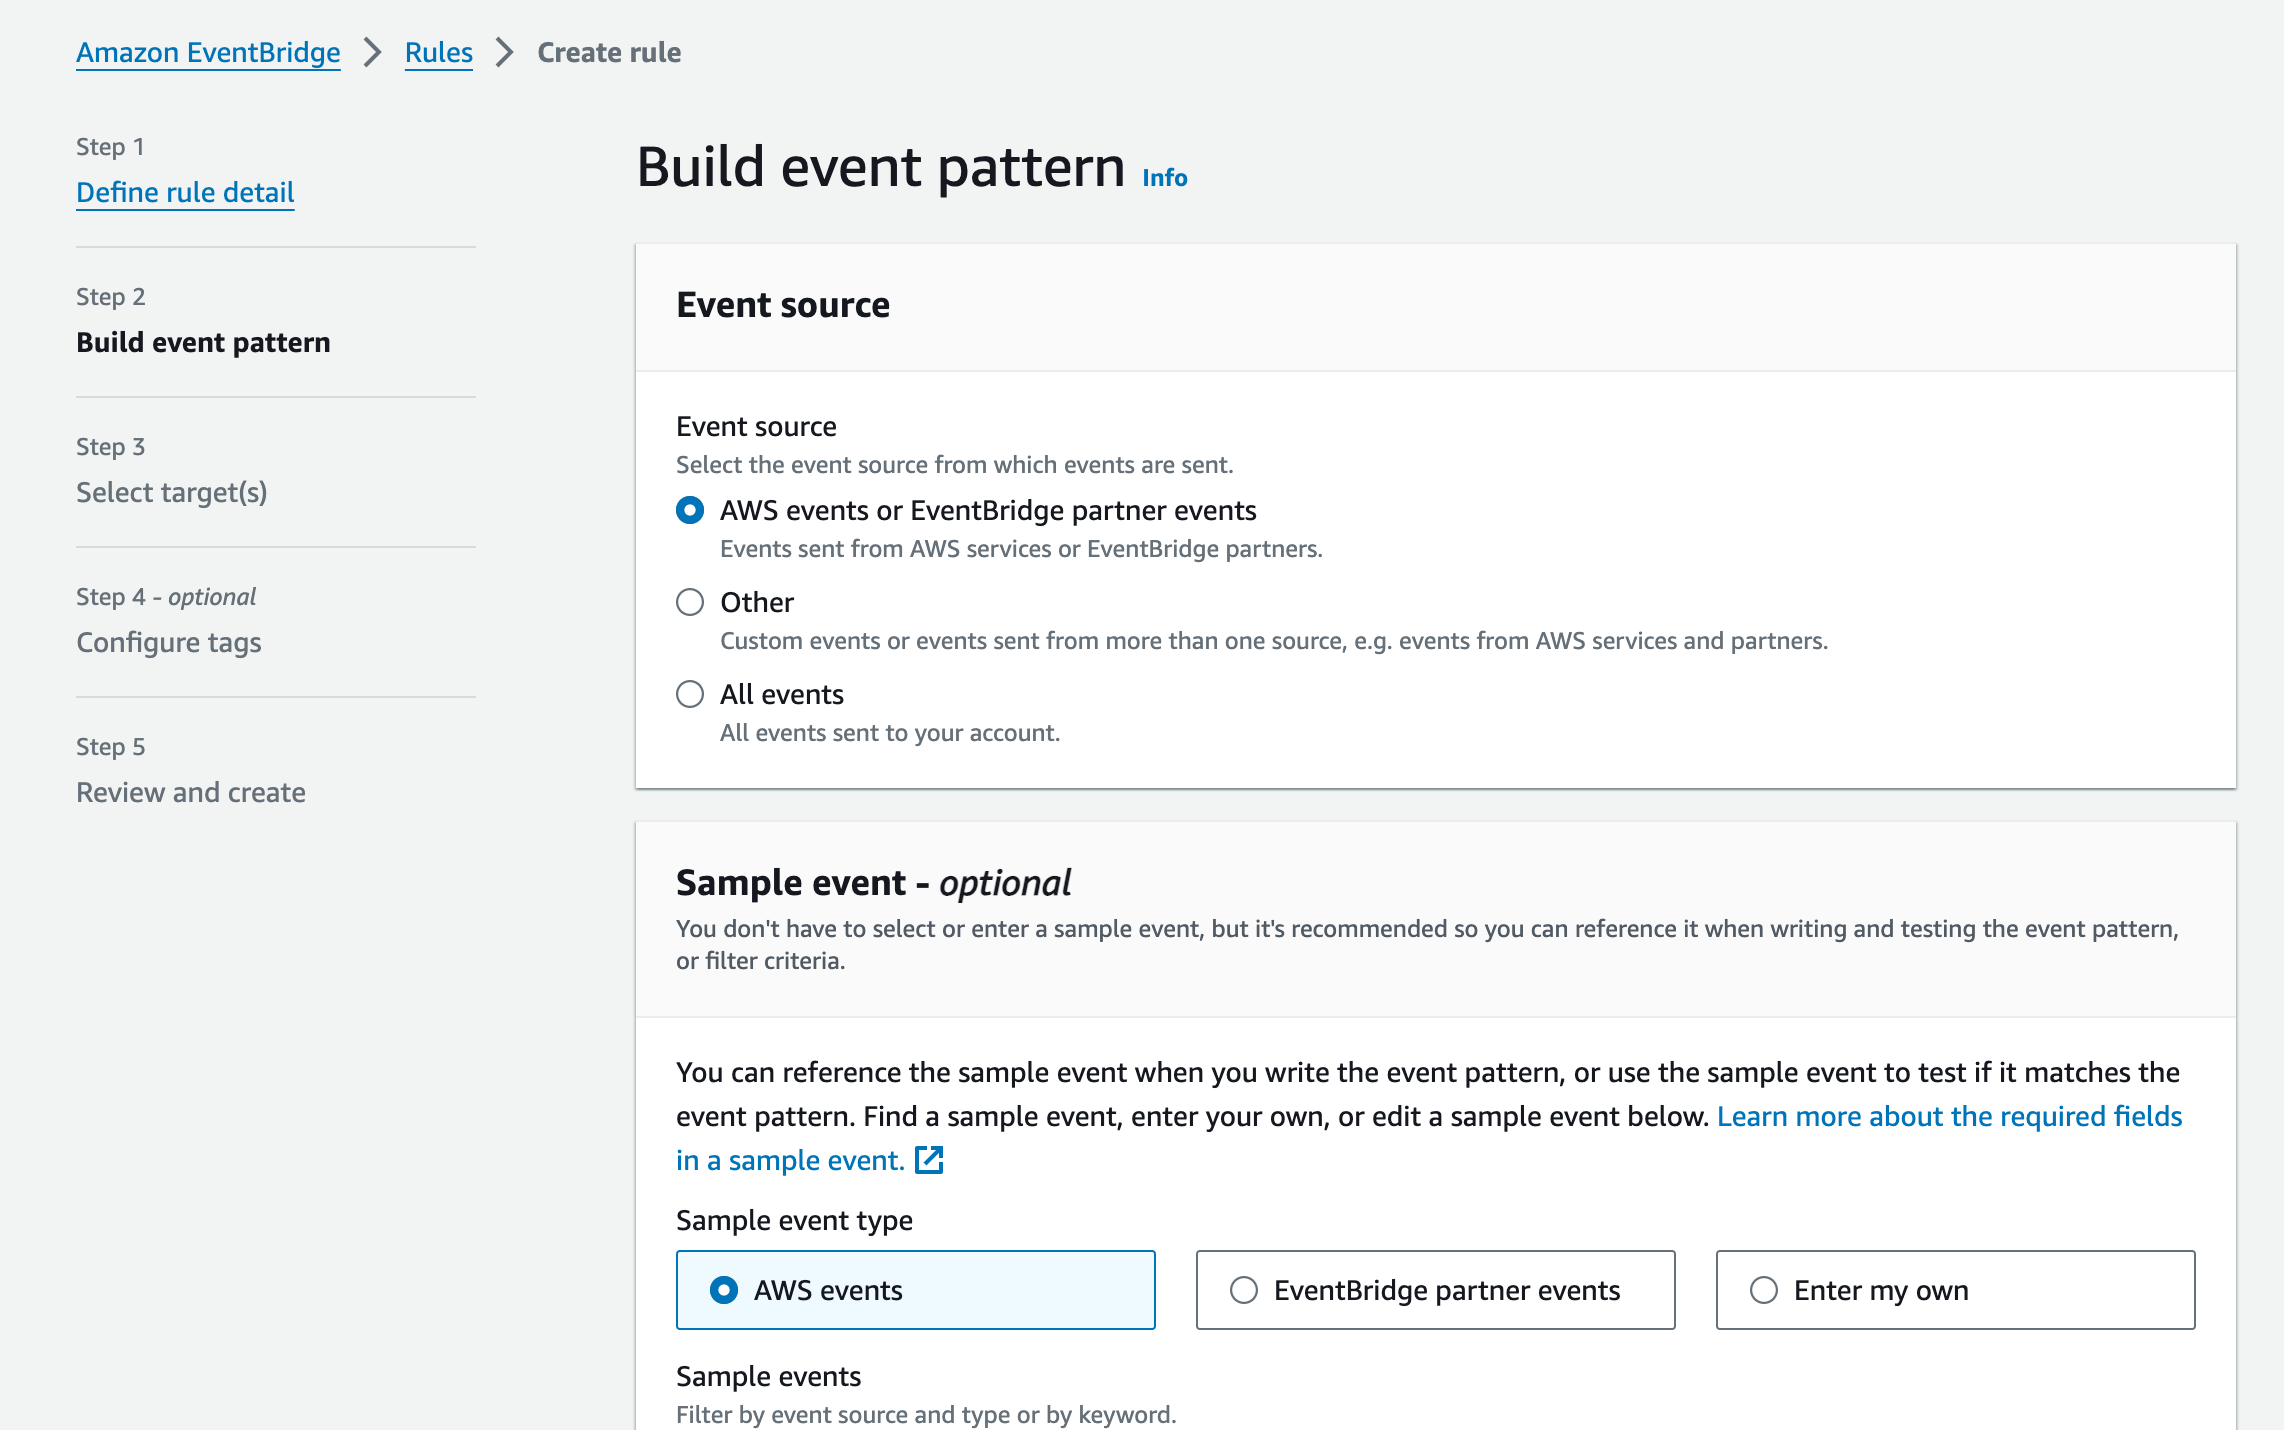 Amazon EventBridge > Rules > Create rule
Step 1
Define rule detail
Step 2
Build event pattern
Step 3
Select target(s)
Step 4 - optional
Configure tags
Step 5
Review and create
Build event pattern Info
Event source
Event source
Select the event source from which events are sent.
AWS events or EventBridge partner events
Events sent from AWS services or EventBridge partners.
Other
Custom events or events sent from more than one source, e.g. events from AWS services and partners.
All events
All events sent to your account.
Sample event - optional
You don't have to select or enter a sample event, but it's recommended so you can reference it when writing and testing the event pattern,
or filter criteria.
You can reference the sample event when you write the event pattern, or use the sample event to test if it matches the
event pattern. Find a sample event, enter your own, or edit a sample event below. Learn more about the required fields
in a sample event.
Sample event type
AWS events
EventBridge partner events
Enter my own
Sample events
Filter by event source and type or by keyword.